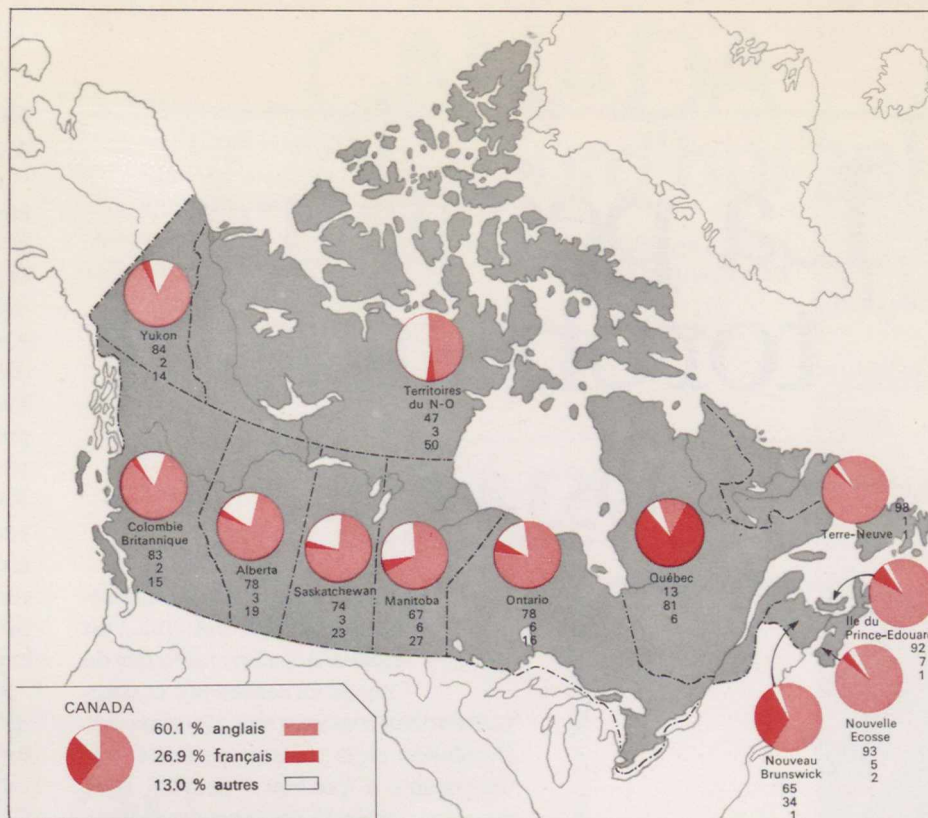 Yukon
84
2
14
Territoires
du N-O
47
3
50
Colombie
Britannique
83
2
15
Alberta
78
3
19
Saskatchewan
74
3
23
Manitoba
67
6
27
Ontario
78
6
16
Québec
13
81
6
Terre-Neuve
98
1
1
Ile du
Prince-Edouard
92
7
1
Nouvelle
Ecosse
93
5
2
Nouveau
Brunswick
65
34
1
CANADA
60.1 % anglais
26.9 % français
13.0 % autres